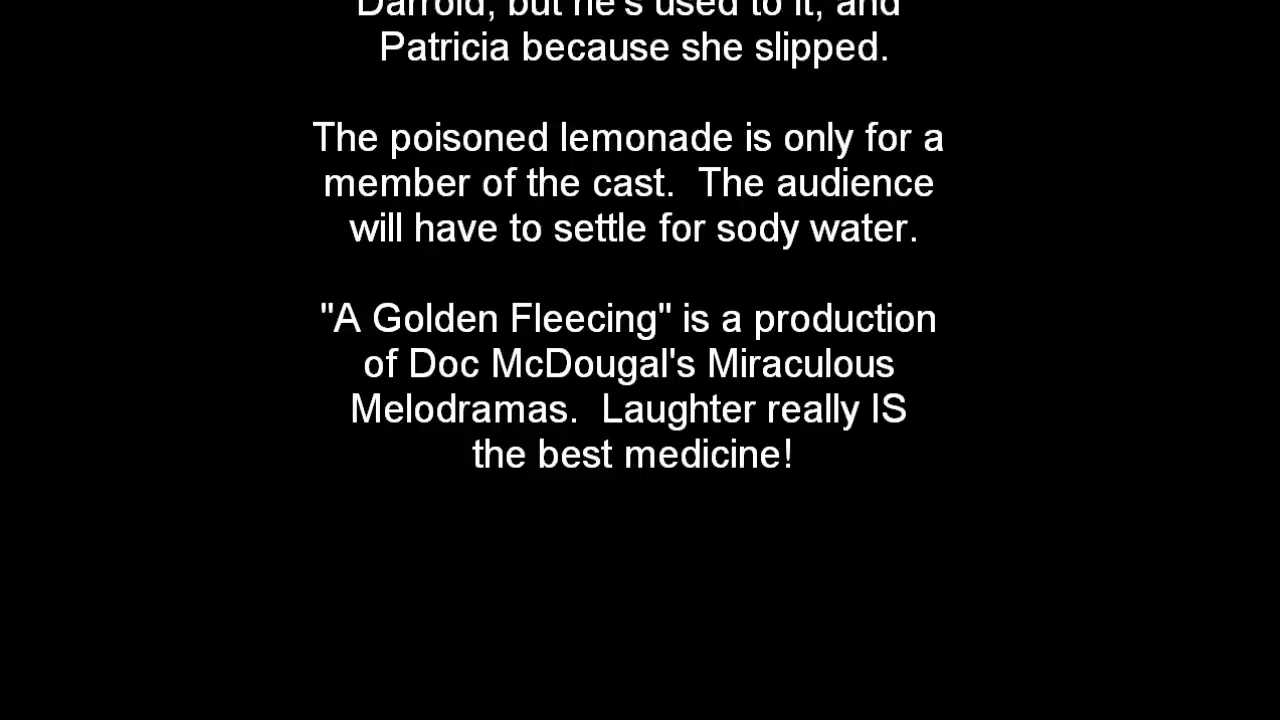 Darrold, but he's used to it, and
Patricia because she slipped.
The poisoned lemonade is only for a
member of the cast.  The audience
will have to settle for sody water.
"A Golden Fleecing" is a production
of Doc McDougal's Miraculous
Melodramas.  Laughter really IS
the best medicine!